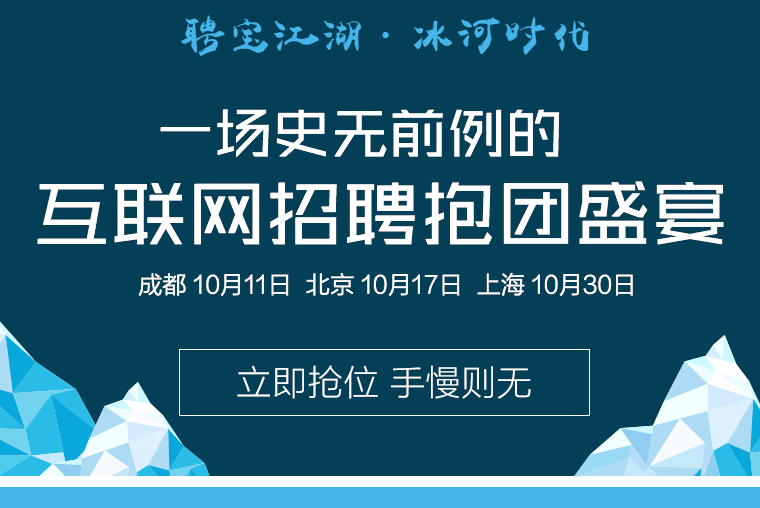 聘宝江湖·冰河时代
一场史无前例的
互联网招聘抱团盛宴
成都 10月11日 北京 10月17日 上海 10月30日
立即抢位 手慢则无